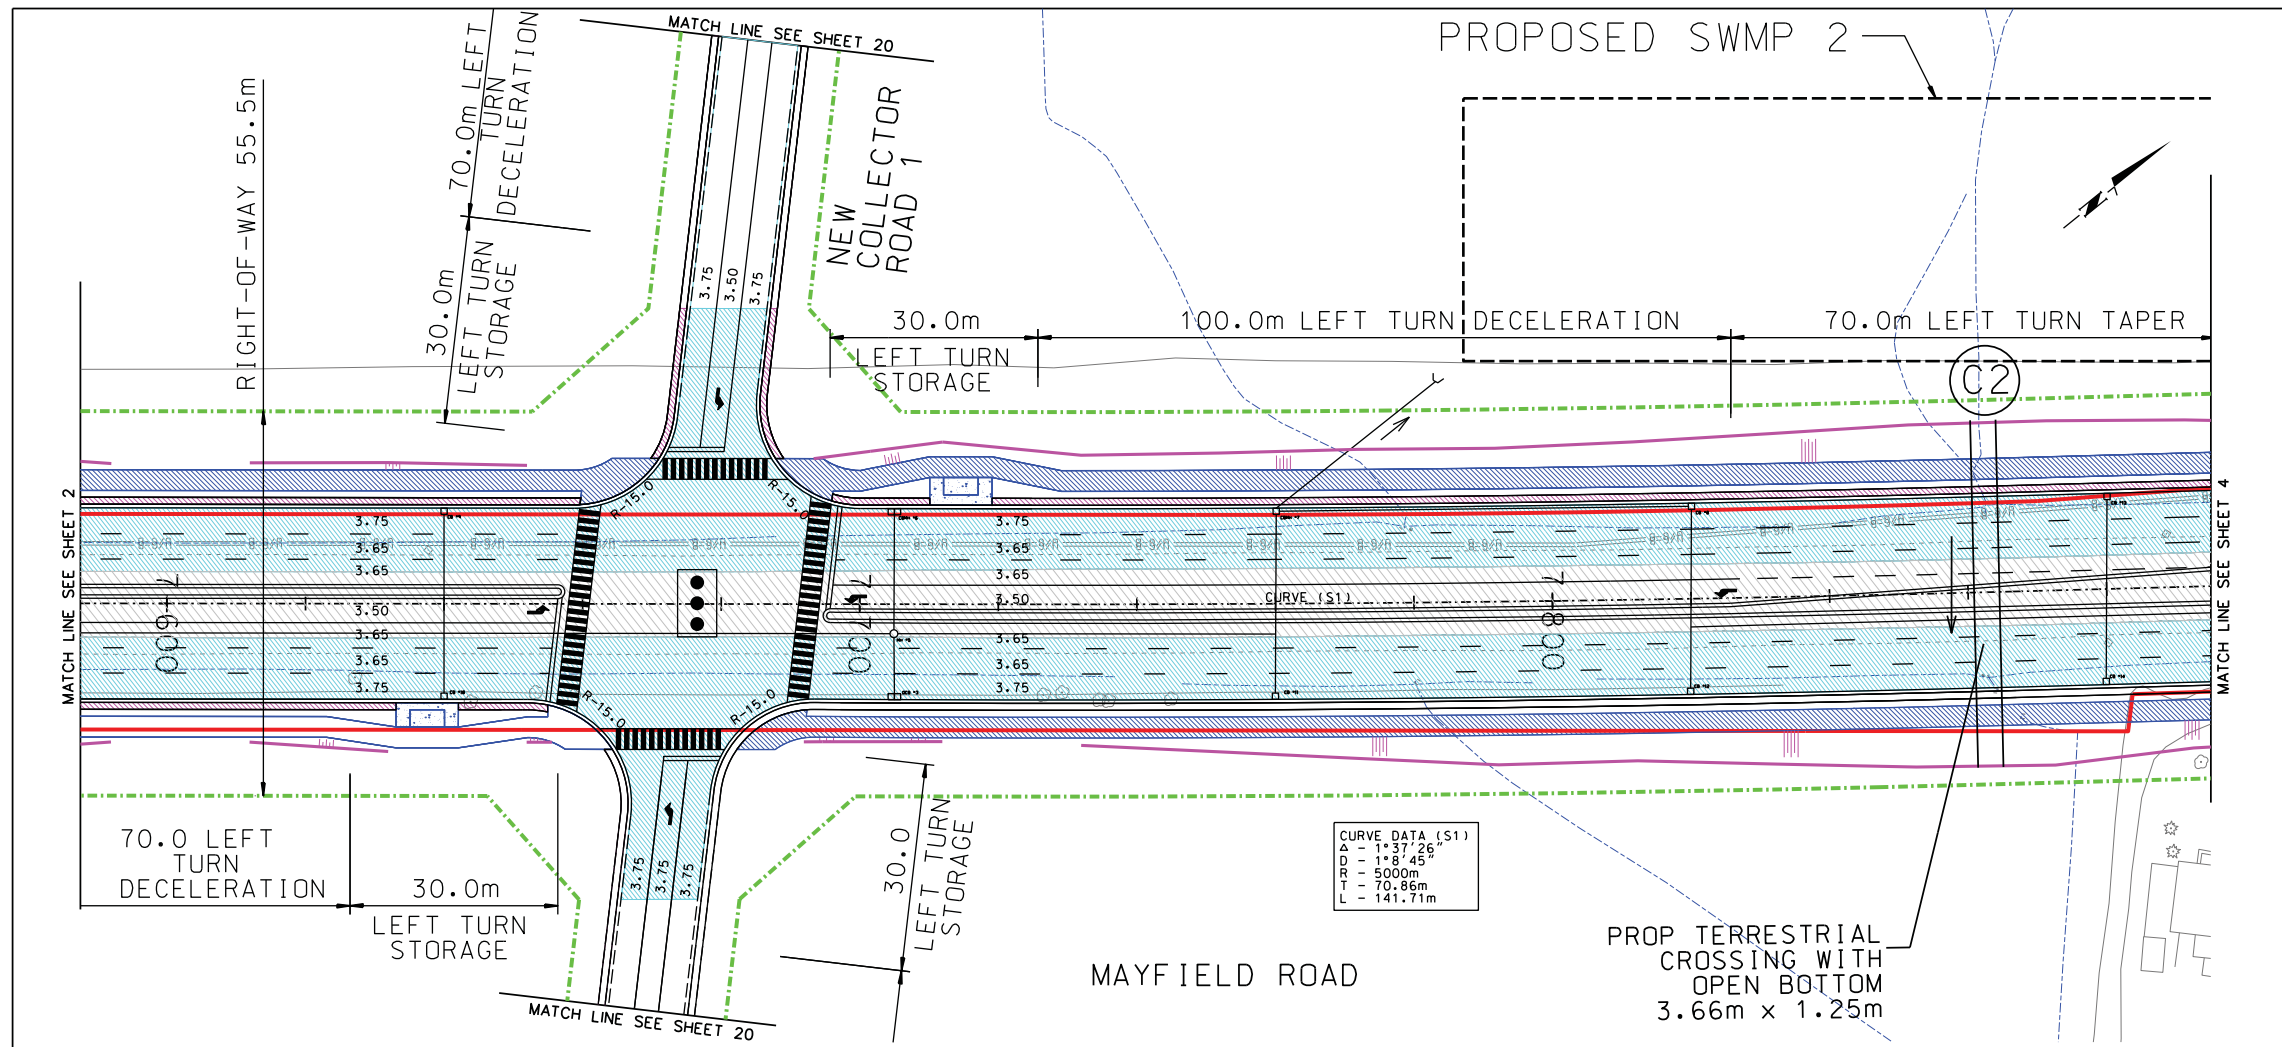 MATCH LINE SEE SHEET 20
PROPOSED SWMP 2
70.0m LEFT
TURN
DECELERATION
30.0m
LEFT TURN
STORAGE
RIGHT-OF-WAY 55.5m
NEW
COLLECTOR
ROAD 1
3.75
3.50
3.75
N
30.0m
LEFT TURN
STORAGE
100.0m LEFT TURN DECELERATION
70.0m LEFT TURN TAPER
C2
MATCH LINE SEE SHEET 2
MATCH LINE SEE SHEET 4
R-15.0
R-15.0
3.75
3.65
3.65
3.50
3.65
3.65
3.75
3.75
3.65
3.65
3.50
3.65
3.65
3.75
7+600
7+700
7+800
CURVE (S1)
R-15.0
R-15.0
3.75
3.75
3.75
70.0 LEFT
TURN
DECELERATION
30.0m
LEFT TURN
STORAGE
30.0
LEFT TURN
STORAGE
CURVE DATA (S1)
Δ - 1°37'26"
D - 1°8'45"
R - 5000m
T - 70.86m
L - 141.71m
MAYFIELD ROAD
PROP TERRESTRIAL
CROSSING WITH
OPEN BOTTOM
3.66m x 1.25m
MATCH LINE SEE SHEET 20